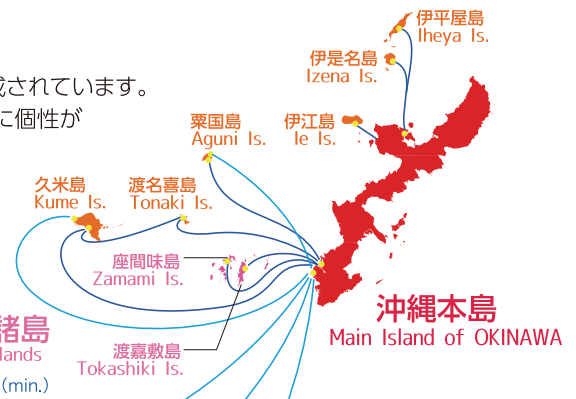 伊平屋島
Iheya Is.
伊是名島
Izena Is.
されています。
に個性が
粟国島
Aguni Is.
伊江島
Ie Is.
久米島
Kume Is.
渡名喜島
Tonaki Is.
座間味島
Zamami Is.
沖縄本島
Main Island of OKINAWA
諸島
lands
渡嘉敷島
Tokashiki Is.
(min.)